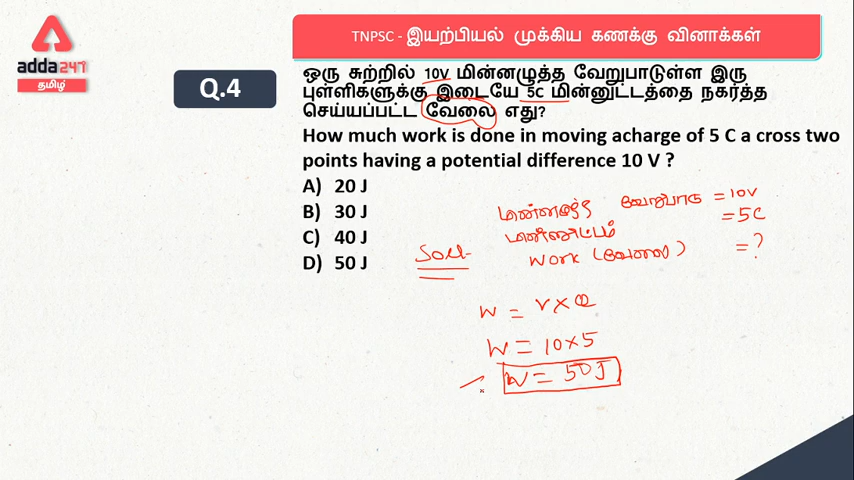 TNPSC - இயற்பியல் முக்கிய கணக்கு வினாக்கள்
adda247
தமிழ்
Q.4
ஒரு சுற்றில் 10V மின்னழுத்த வேறுபாடுள்ள இரு
புள்ளிகளுக்கு இடையே 5C மின்னுட்டத்தை நகர்த்த
செய்யப்பட்ட வேலை எது?
How much work is done in moving acharge of 5 C a cross two
points having a potential difference 10 V ?
A) 20 J
B) 30 J
C) 40 J
D) 50 J
மின்னழுத்த வேறுபாடு = 10V
மின்னூட்டம் = 5C
Work (வேலை) = ?
Sol:-
W = V X Q
W = 10 X 5
W = 50 J